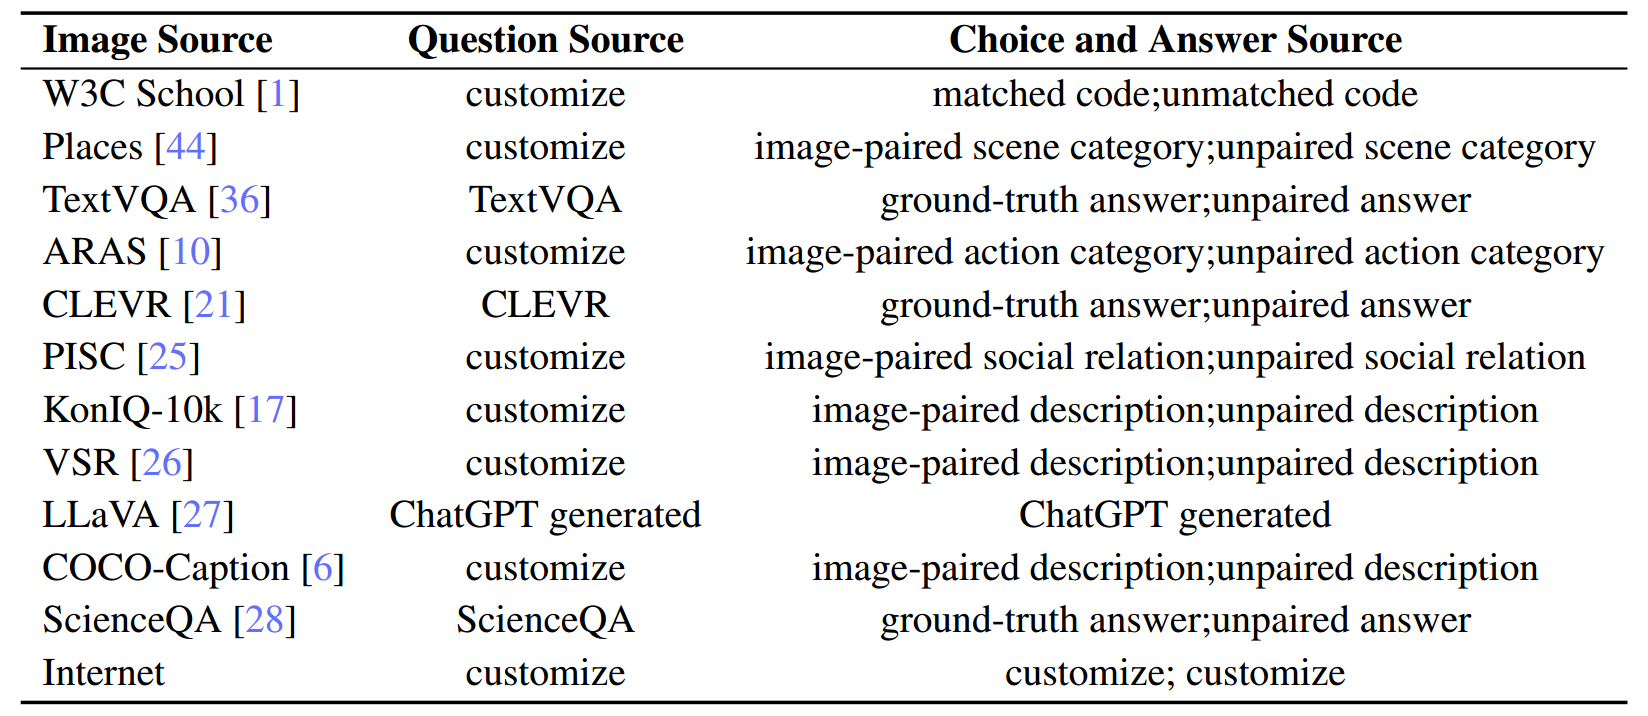 Image Source Question Source Choice and Answer Source
W3C School [1] customize matched code;unmatched code
Places [44] customize image-paired scene category;unpaired scene category
TextVQA [36] TextVQA ground-truth answer;unpaired answer
ARAS [10] customize image-paired action category;unpaired action category
CLEVR [21] CLEVR ground-truth answer;unpaired answer
PISC [25] customize image-paired social relation;unpaired social relation
KonIQ-10k [17] customize image-paired description;unpaired description
VSR [26] customize image-paired description;unpaired description
LLaVA [27] ChatGPT generated ChatGPT generated
COCO-Caption [6] customize image-paired description;unpaired description
ScienceQA [28] ScienceQA ground-truth answer;unpaired answer
Internet customize customize; customize